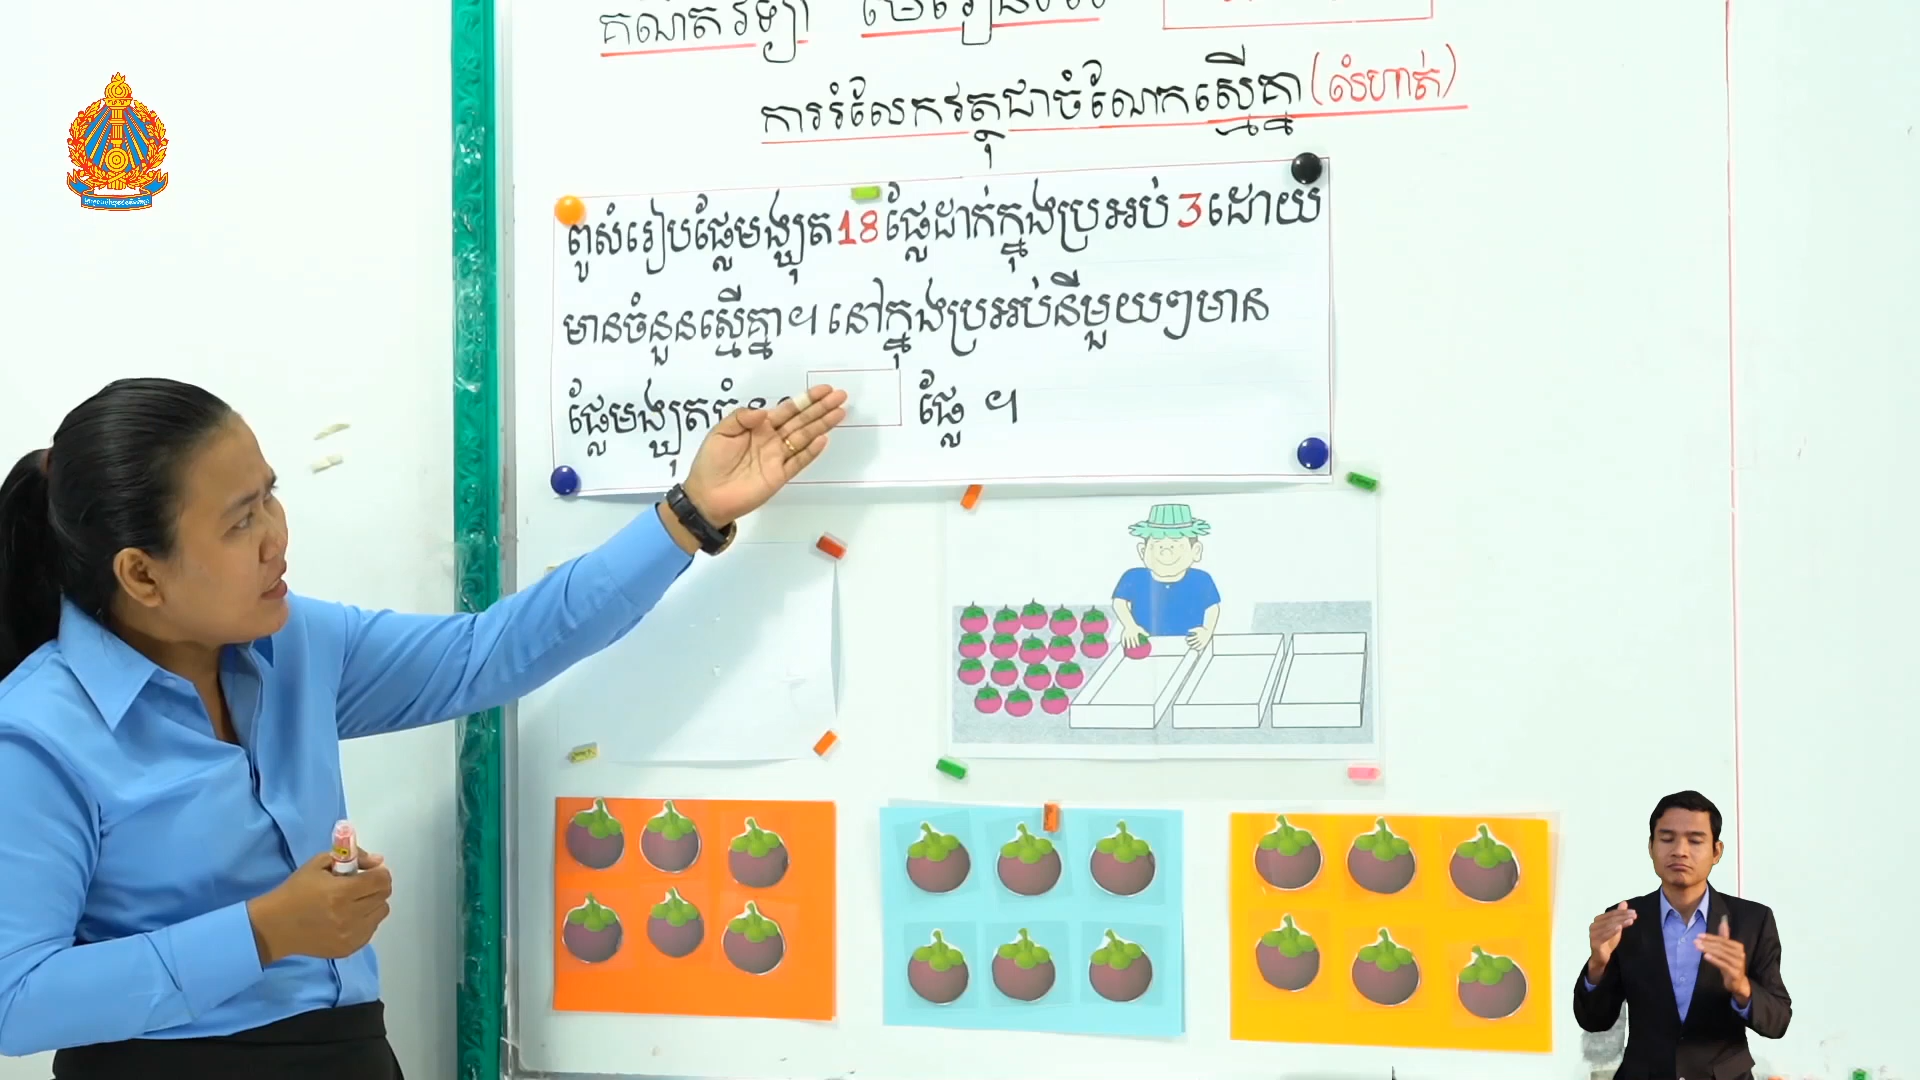 គណិតវិទ្យា
ការរំលែកវត្ថុជាចំណែកស្មើគ្នា (លំហាត់)
ពូសំរៀបផ្លែមង្ឃុត 18 ផ្លែដាក់ក្នុងប្រអប់ 3 ដោយ
មានចំនួនស្មើគ្នា។ នៅក្នុងប្រអប់នីមួយៗមាន
ផ្លែមង្ឃុត ផ្លែ ។